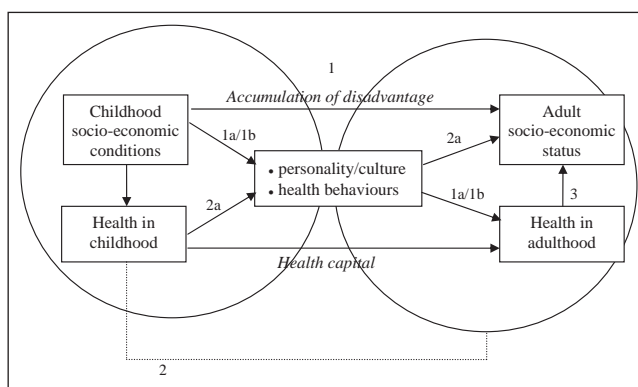 1
Accumulation of disadvantage
Childhood
socio-economic
conditions
Adult
socio-economic
status
1a/1b
2a
• personality/culture
• health behaviours
2a
1a/1b
3
Health in
childhood
Health in
adulthood
Health capital
2